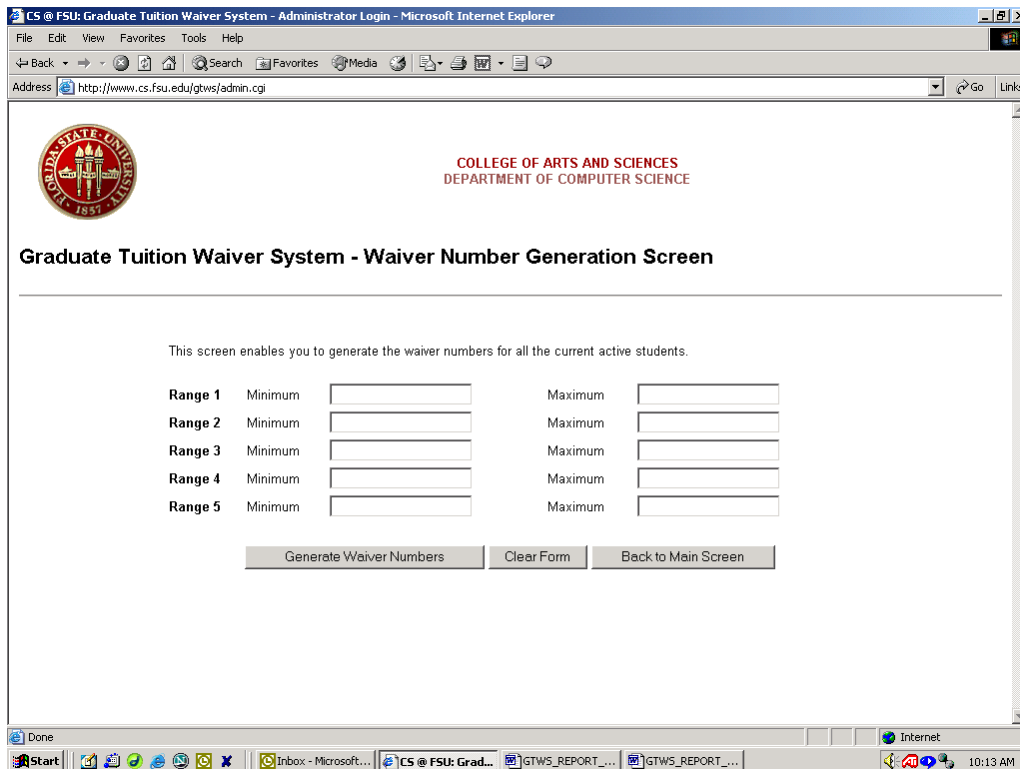 CS @ FSU: Graduate Tuition Waiver System - Administrator Login - Microsoft Internet Explorer
File Edit View Favorites Tools Help
Back Search Favorites Media
Address http://www.cs.fsu.edu/gtws/admin.cgi Go Link
FLORIDA STATE UNIVERSITY
1857
COLLEGE OF ARTS AND SCIENCES
DEPARTMENT OF COMPUTER SCIENCE
Graduate Tuition Waiver System - Waiver Number Generation Screen
This screen enables you to generate the waiver numbers for all the current active students.
Range 1 Minimum Maximum
Range 2 Minimum Maximum
Range 3 Minimum Maximum
Range 4 Minimum Maximum
Range 5 Minimum Maximum
Generate Waiver Numbers Clear Form Back to Main Screen
Done Internet
Start Inbox - Microsoft... CS @ FSU: Grad... GTWS_REPORT_... GTWS_REPORT_... 10:13 AM